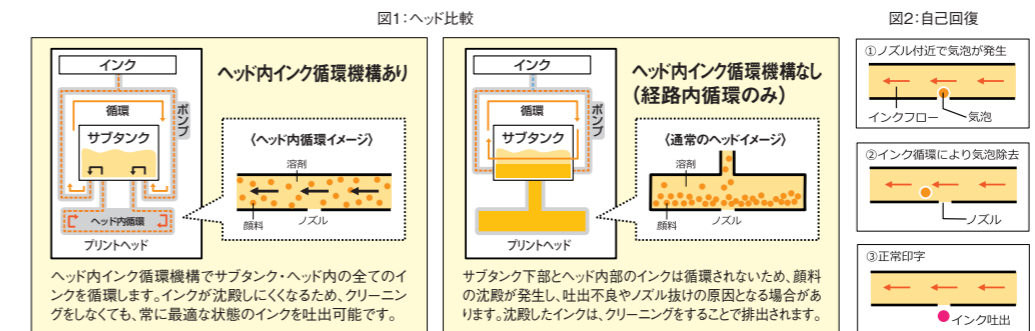 図1:ヘッド比較
インク
循環
サブタンク
ポンプ
ヘッド内循環
プリントヘッド
ヘッド内インク循環機構あり
〈ヘッド内循環イメージ〉
溶剤
顔料
ノズル
ヘッド内インク循環機構でサブタンク・ヘッド内の全てのイ
ンクを循環します。インクが沈殿しにくくなるため、クリーニン
グをしなくても、常に最適な状態のインクを吐出可能です。
インク
循環
サブタンク
ポンプ
プリントヘッド
ヘッド内インク循環機構なし
(経路内循環のみ)
〈通常のヘッドイメージ〉
溶剤
顔料
ノズル
サブタンク下部とヘッド内部のインクは循環されないため、顔料
の沈殿が発生し、吐出不良やノズル抜けの原因となる場合があ
ります。沈殿したインクは、クリーニングをすることで排出されます。
図2:自己回復
①ノズル付近で気泡が発生
インクフロー
気泡
②インク循環により気泡除去
ノズル
③正常印字
インク吐出